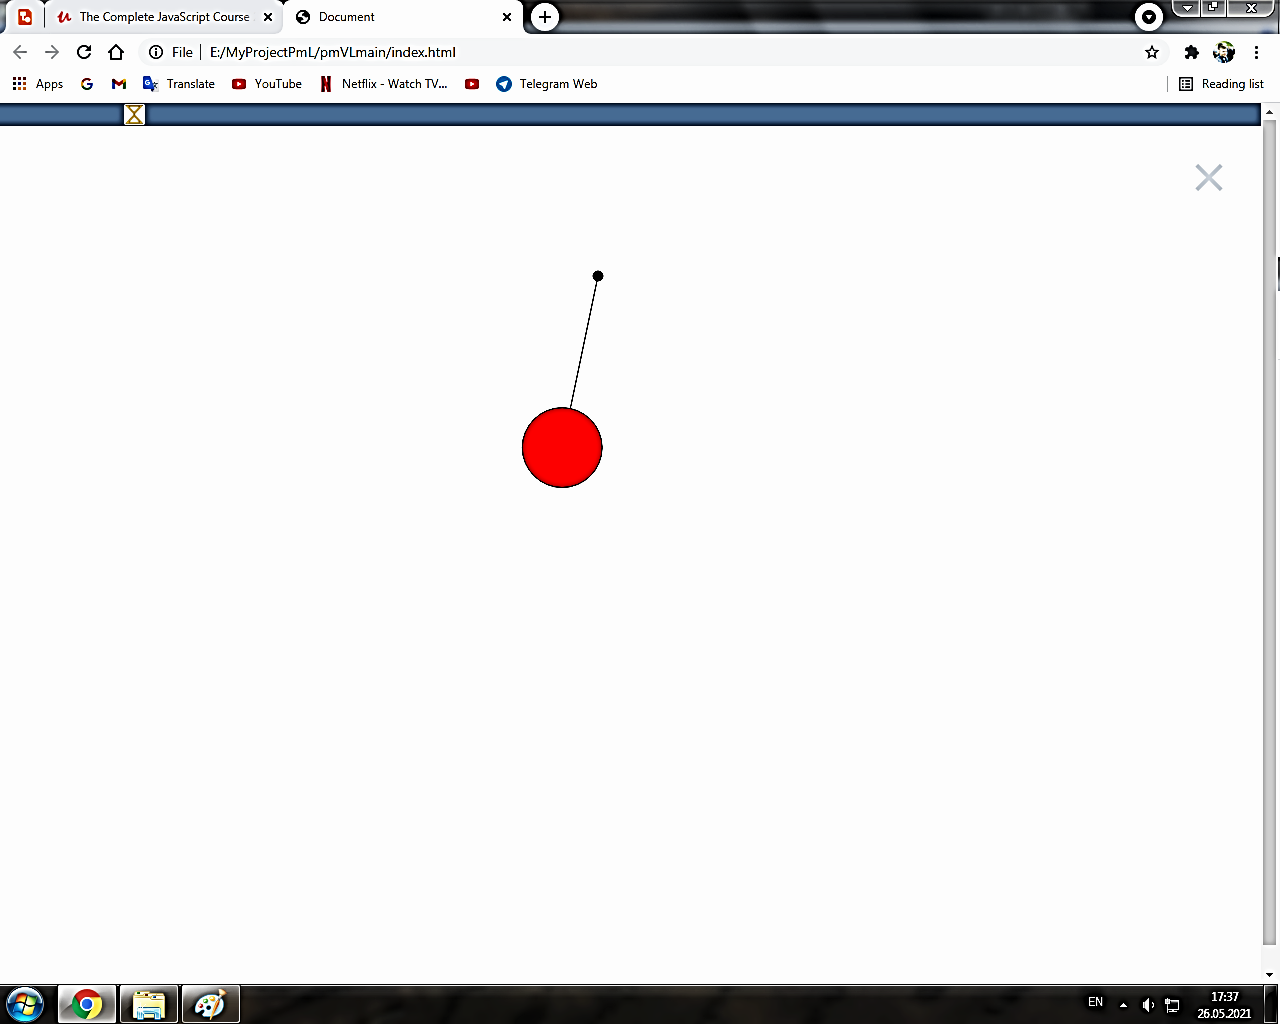 The Complete JavaScript Course
Document
File
E:/MyProjectPmL/pmVLmain/index.html
Apps
Translate
YouTube
Netflix - Watch TV...
Telegram Web
Reading list
EN
17:37
26.05.2021